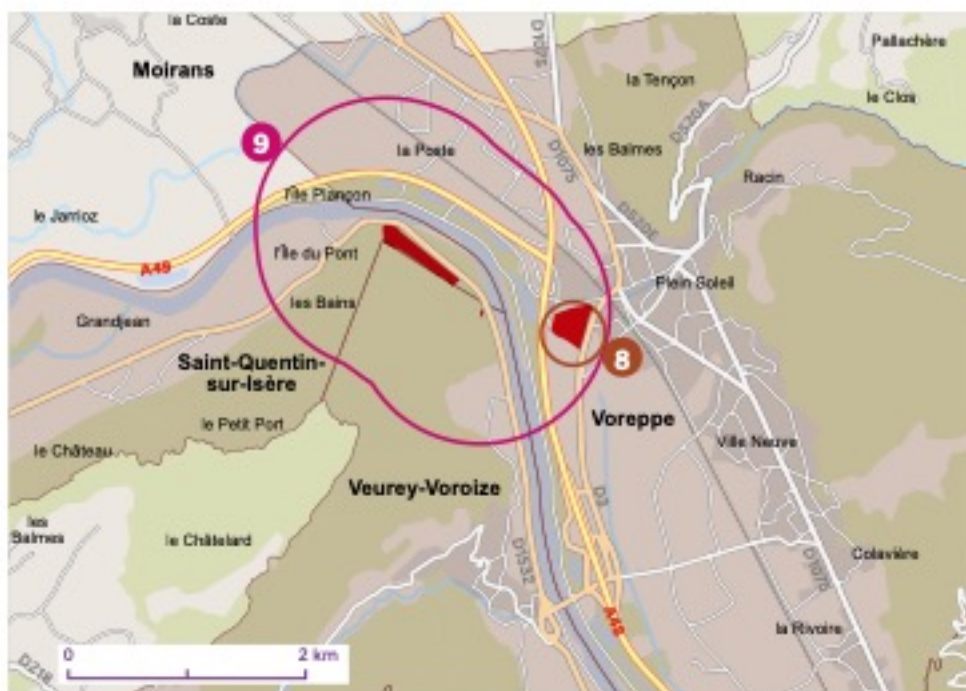 la Coste
Moirans
D1075
la Tençon
Pallachère
le Clos
D520A
9
la Poste
D1075
les Balmes
Racin
l'Île Plançon
le Jarrioz
D520E
A49
l'Île du Pont
Plein Soleil
les Bains
Grandjean
Saint-Quentin-
sur-Isère
8
le Petit Port
Voreppe
le Château
Ville Neuve
Veurey-Voroize
D3
les
Balmes
le Châtelard
Colavière
D1532
D1075
A48
la Rivoire
0
2 km
D218